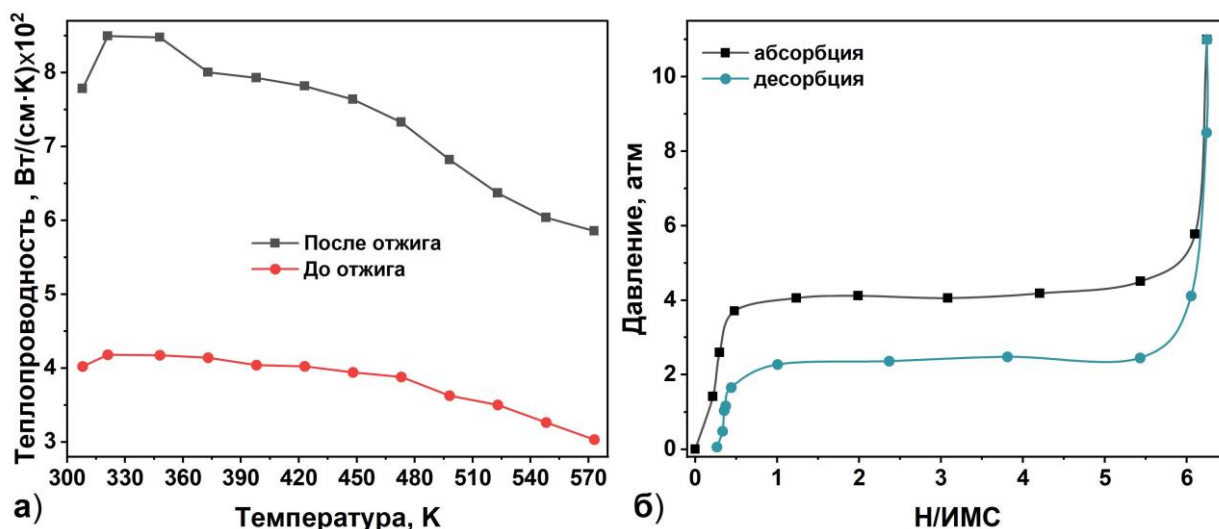 Теплопроводность , Вт/(см·К)×10²
8
7
6
5
4
3
300 330 360 390 420 450 480 510 540 570
Температура, К
После отжига
До отжига
а)
Давление, атм
10
8
6
4
2
0
0 1 2 3 4 5 6
Н/ИМС
абсорбция
десорбция
б)